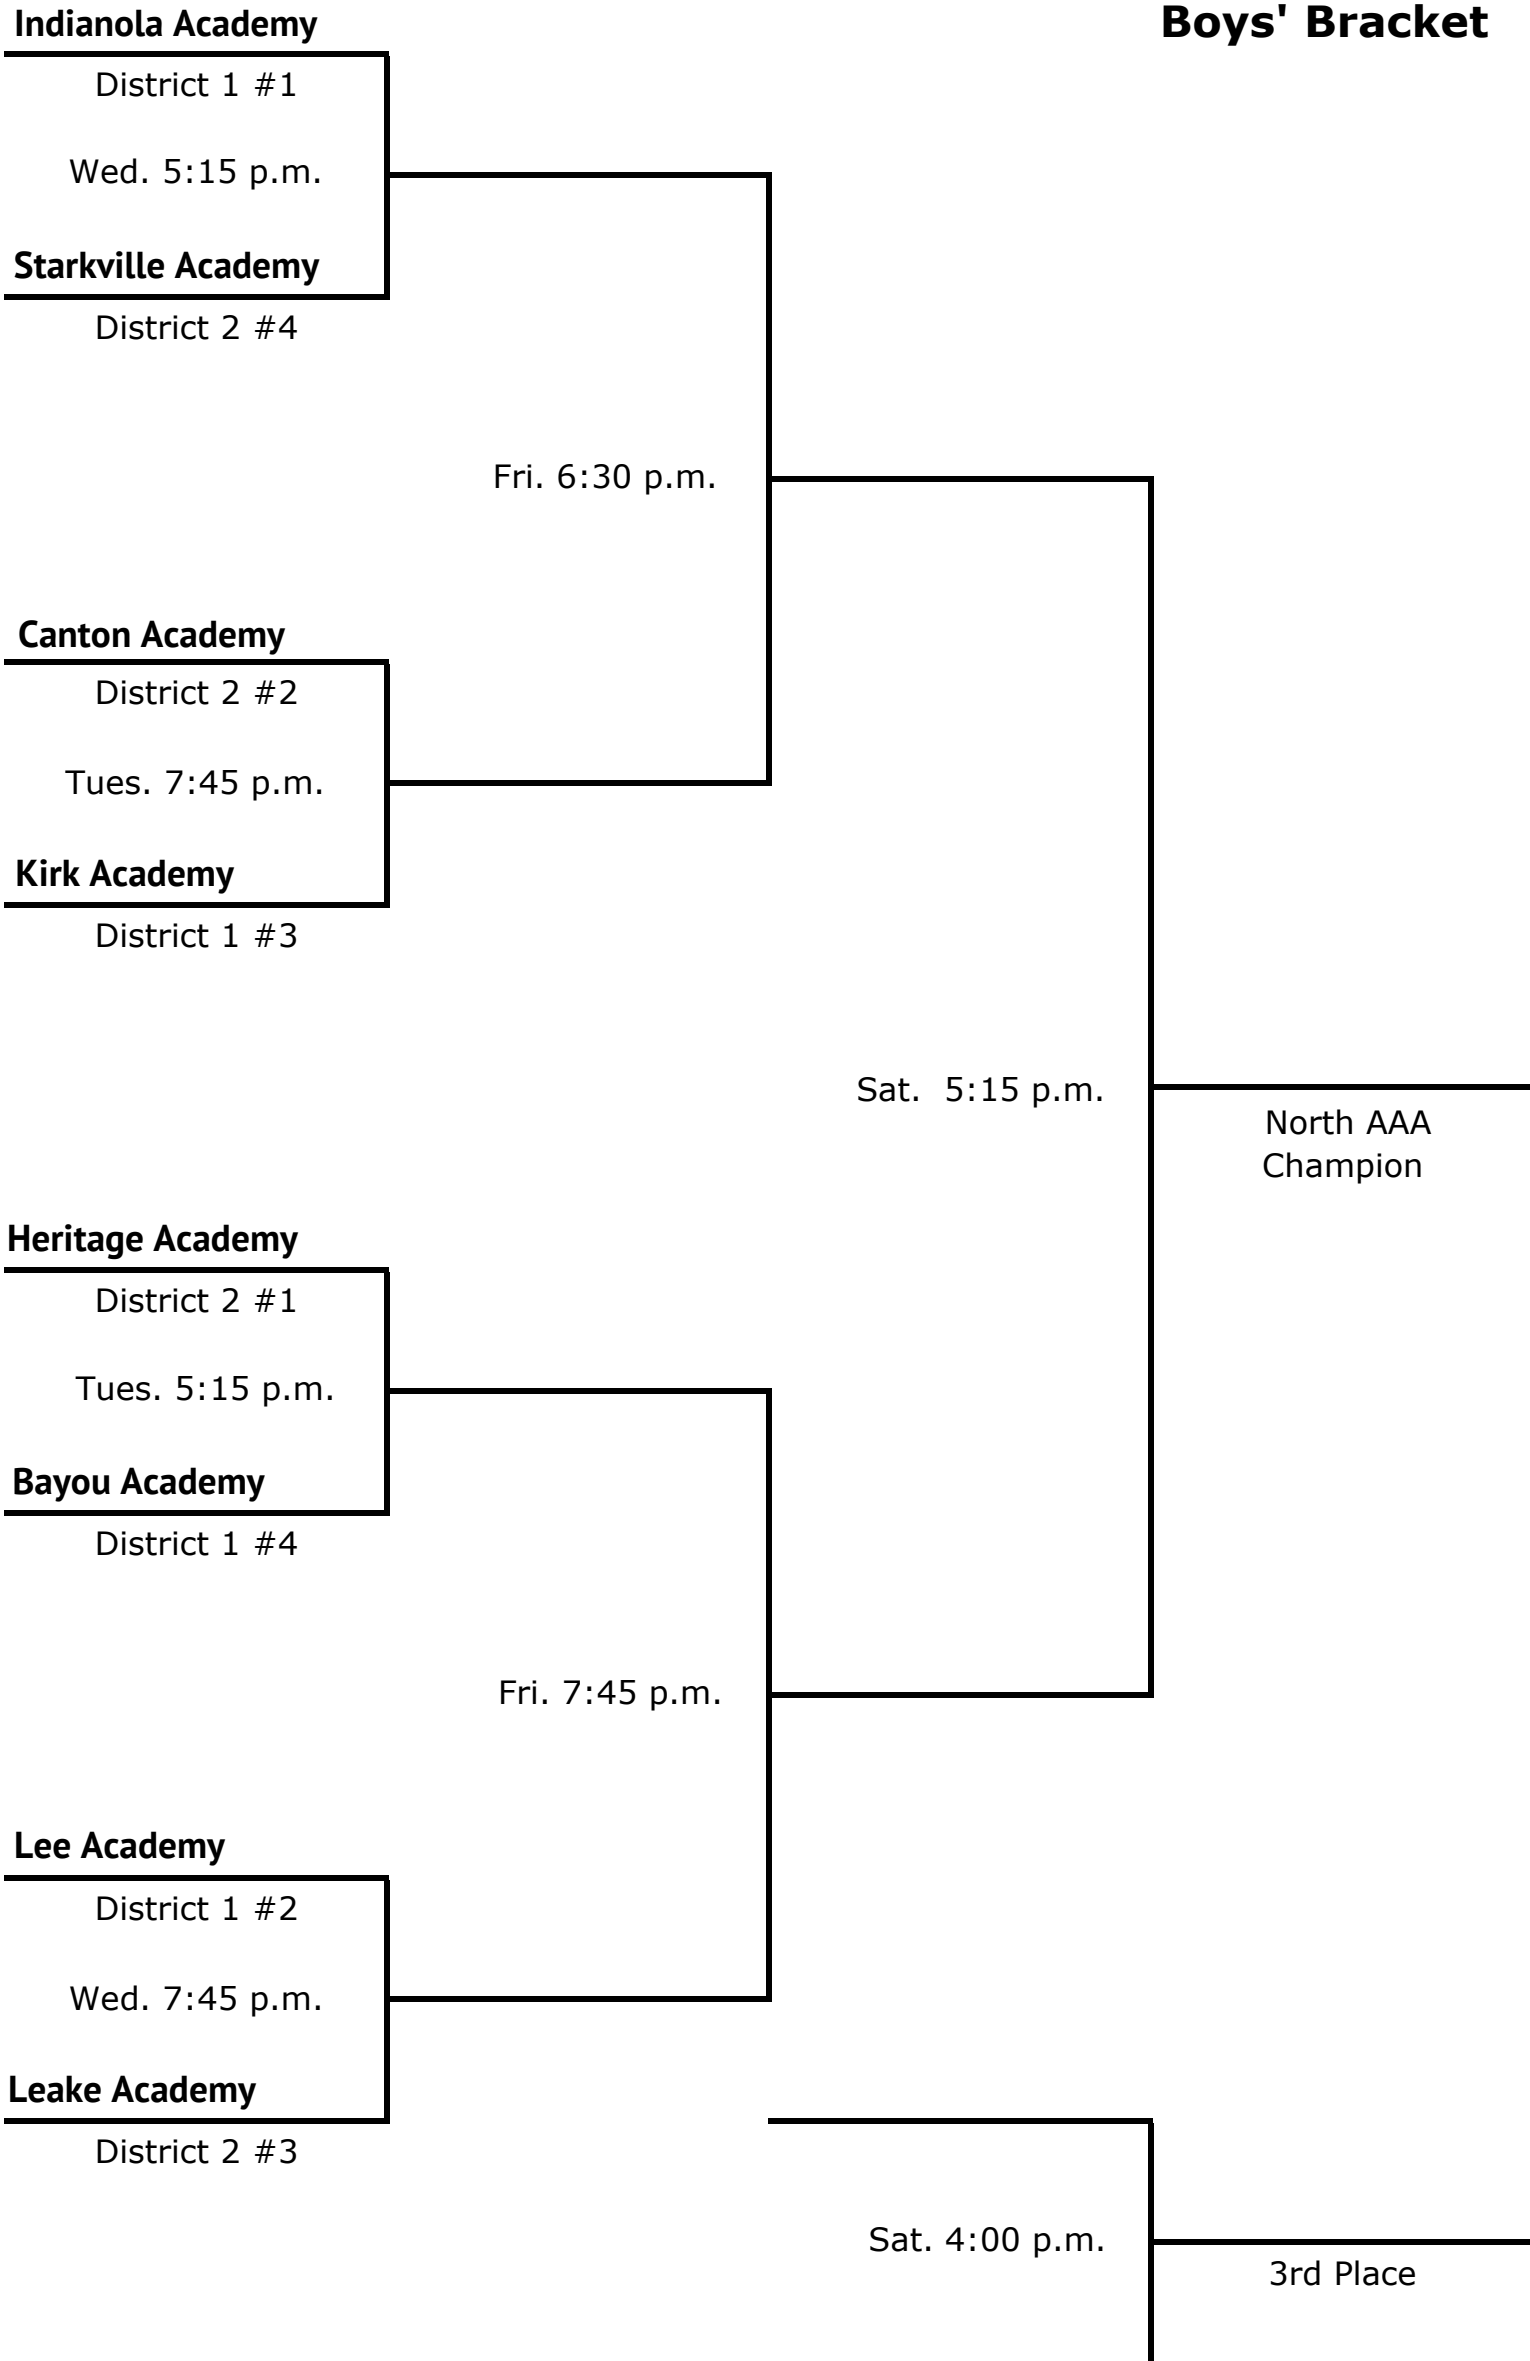 Boys' Bracket
Indianola Academy
District 1 #1
Wed. 5:15 p.m.
Starkville Academy
District 2 #4
Fri. 6:30 p.m.
Canton Academy
District 2 #2
Tues. 7:45 p.m.
Kirk Academy
District 1 #3
Sat.  5:15 p.m.
North AAA
Champion
Heritage Academy
District 2 #1
Tues. 5:15 p.m.
Bayou Academy
District 1 #4
Fri. 7:45 p.m.
Lee Academy
District 1 #2
Wed. 7:45 p.m.
Leake Academy
District 2 #3
Sat. 4:00 p.m.
3rd Place